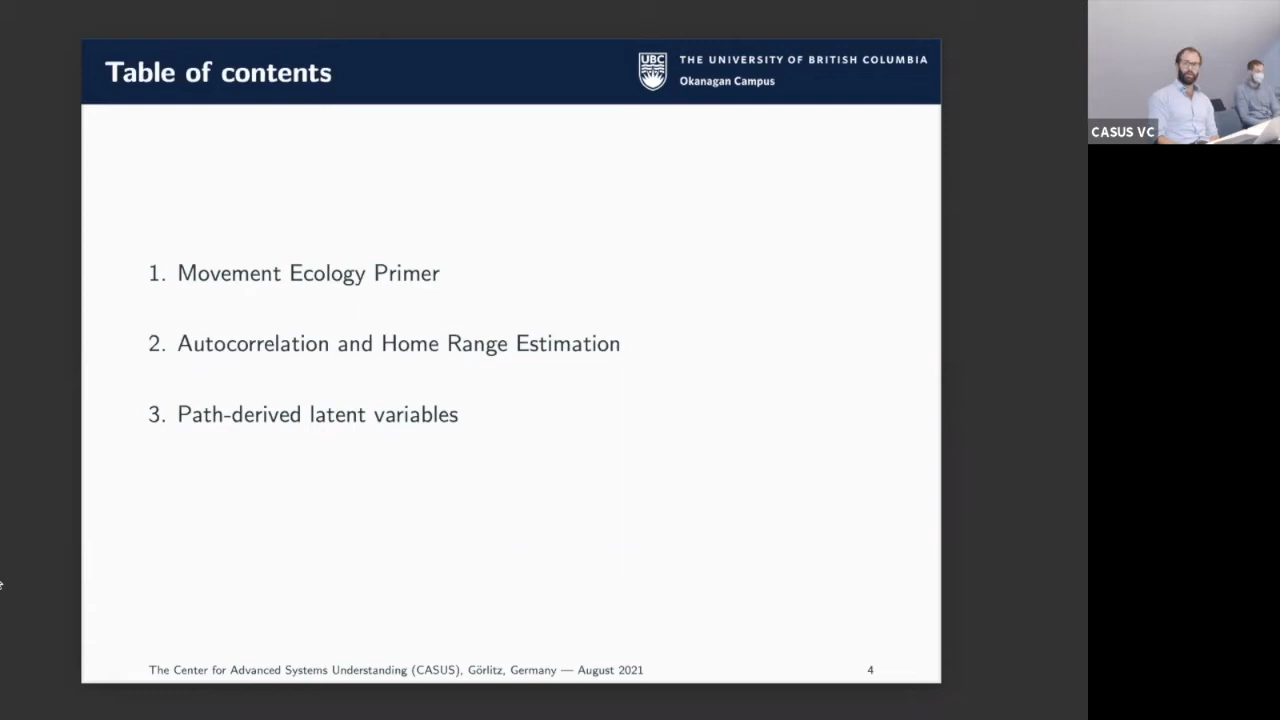 Table of contents
UBC
THE UNIVERSITY OF BRITISH COLUMBIA
Okanagan Campus
CASUS VC
1. Movement Ecology Primer
2. Autocorrelation and Home Range Estimation
3. Path-derived latent variables
The Center for Advanced Systems Understanding (CASUS), Görlitz, Germany — August 2021
4